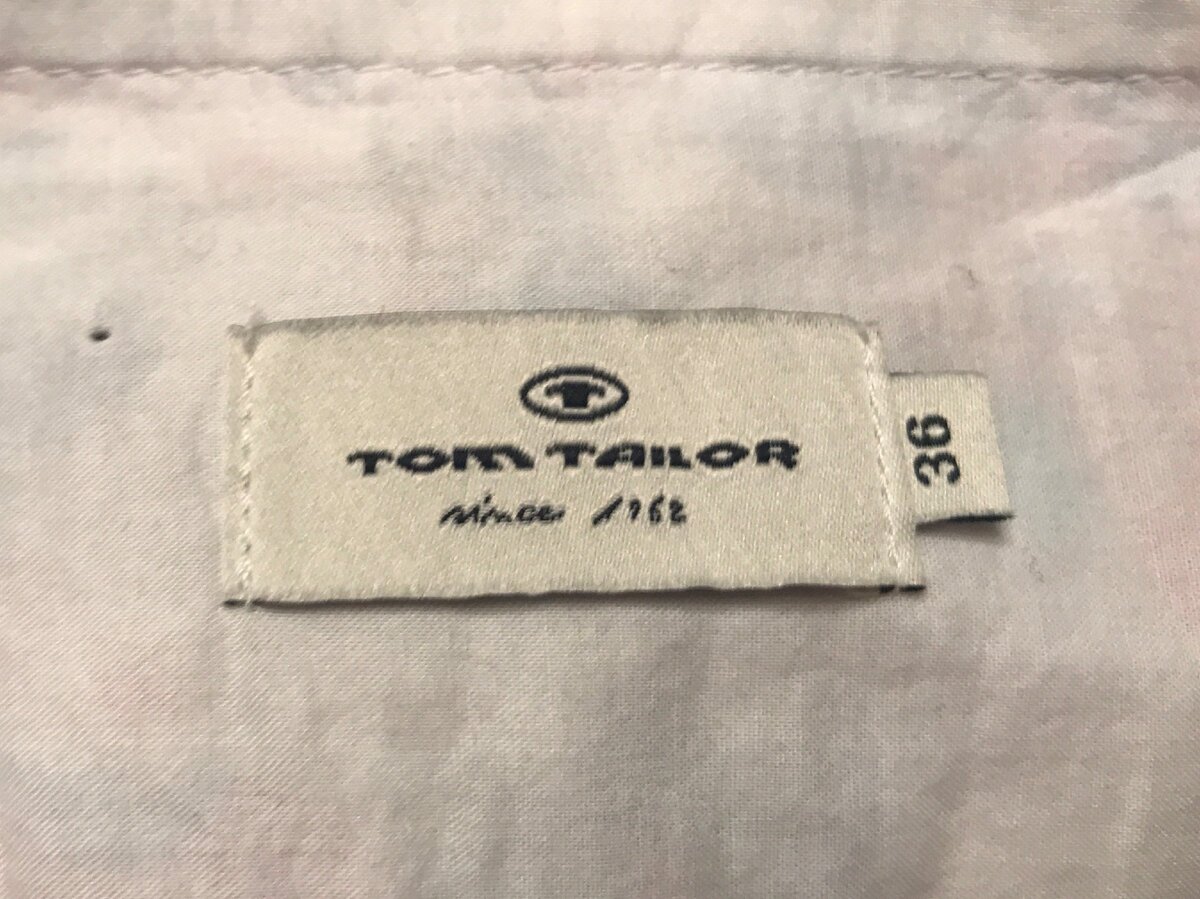 TOM TAILOR
since 1962
36